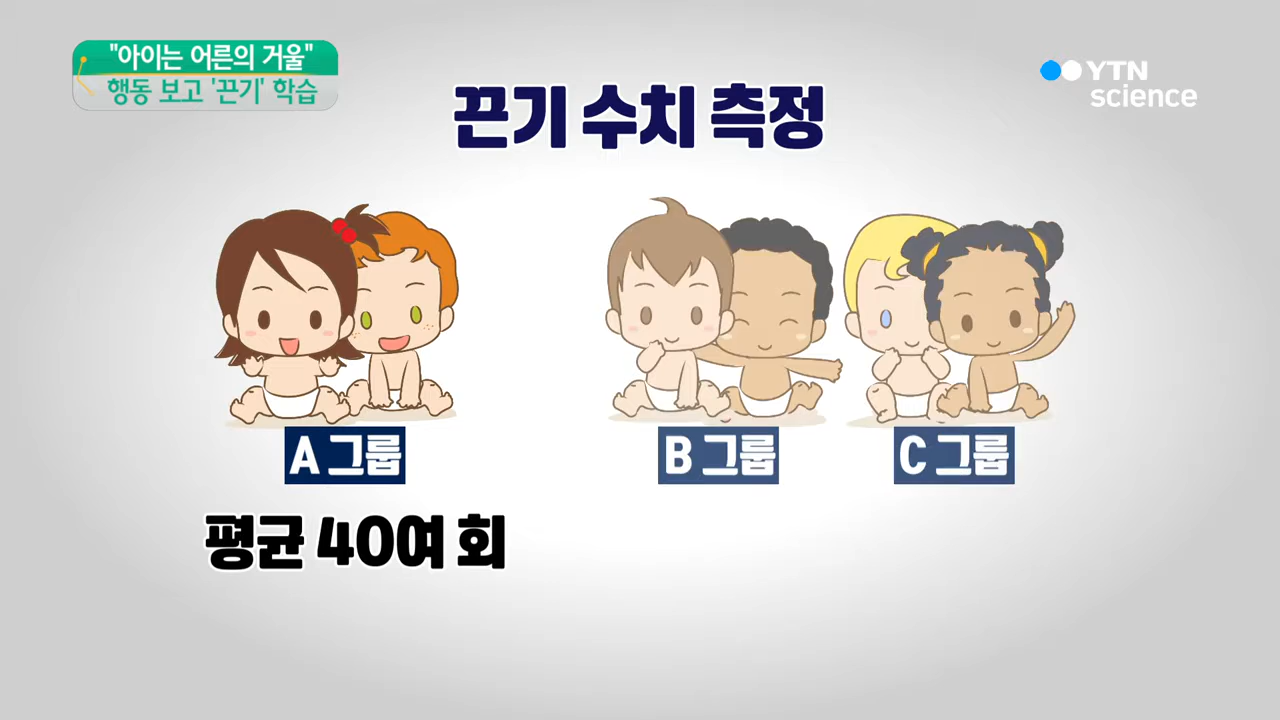 "아이는 어른의 거울"
행동 보고 '끈기' 학습
YTN
science
끈기 수치 측정
A 그룹
B 그룹
C 그룹
평균 40여 회